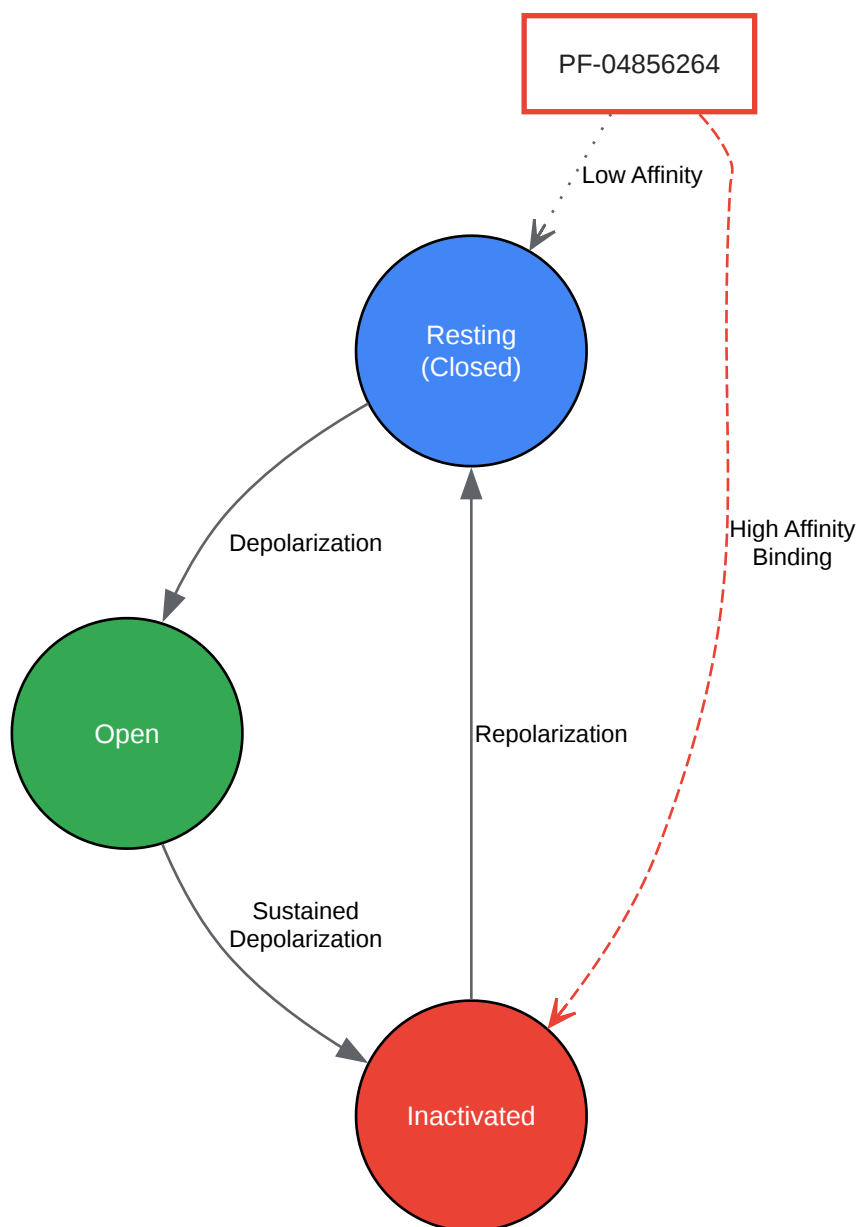 PF-04856264
Low Affinity
Resting
(Closed)
High Affinity
Binding
Depolarization
Open
Repolarization
Sustained
Depolarization
Inactivated